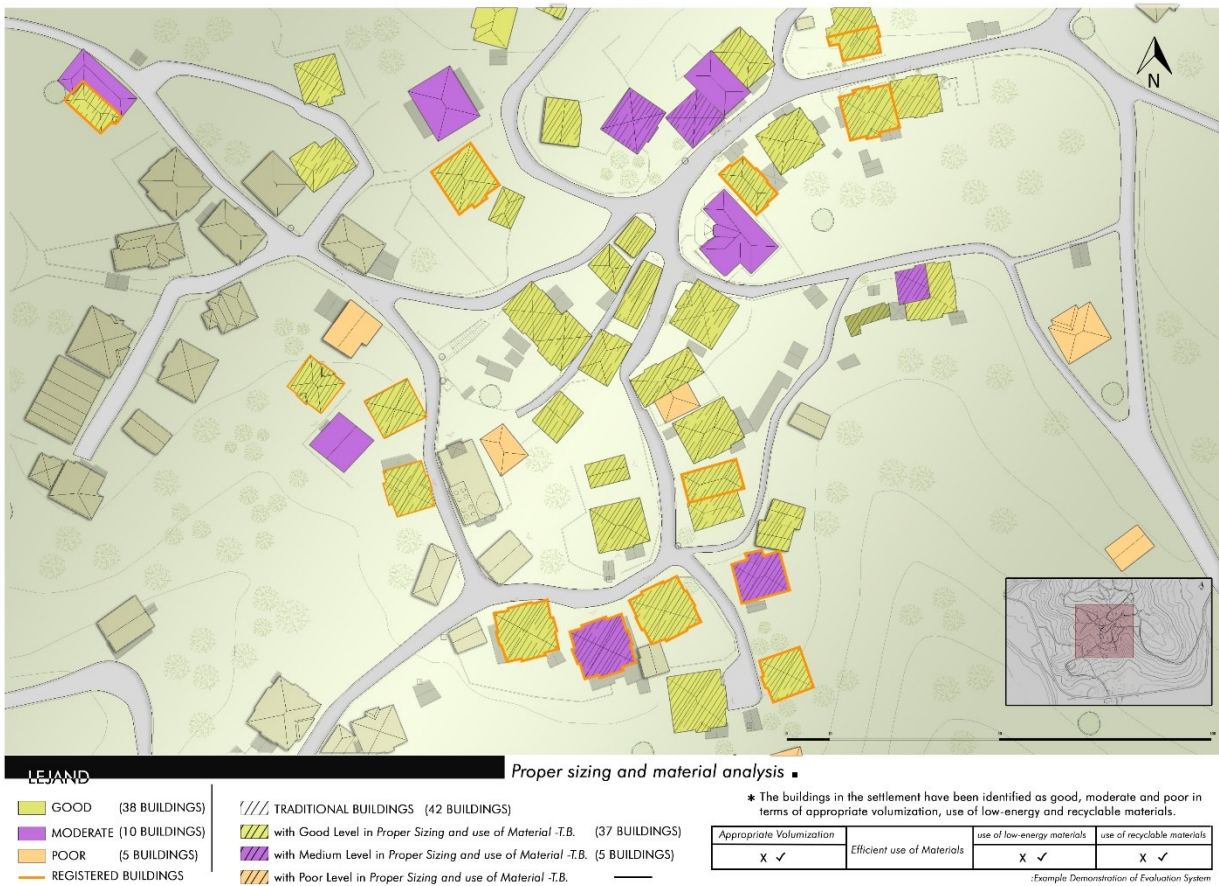 N
LEJAND
Proper sizing and material analysis
GOOD (38 BUILDINGS)
MODERATE (10 BUILDINGS)
POOR (5 BUILDINGS)
REGISTERED BUILDINGS
TRADITIONAL BUILDINGS (42 BUILDINGS)
with Good Level in Proper Sizing and use of Material -T.B. (37 BUILDINGS)
with Medium Level in Proper Sizing and use of Material -T.B. (5 BUILDINGS)
with Poor Level in Proper Sizing and use of Material -T.B.
* The buildings in the settlement have been identified as good, moderate and poor in
terms of appropriate volumization, use of low-energy and recyclable materials.
Appropriate Volumization
X ✓
Efficient use of Materials
use of low-energy materials
X ✓
use of recyclable materials
X ✓
:Example Demonstration of Evaluation System